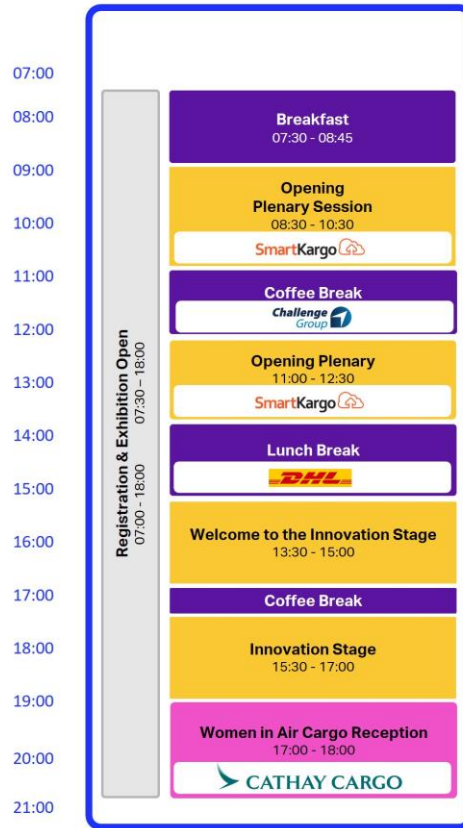 07:00
08:00
09:00
10:00
11:00
12:00
13:00
14:00
15:00
16:00
17:00
18:00
19:00
20:00
21:00
Registration & Exhibition Open
07:00 - 18:00
07:30 – 18:00
Breakfast
07:30 - 08:45
Opening
Plenary Session
08:30 - 10:30
SmartKargo
Coffee Break
Challenge
Group
Opening Plenary
11:00 - 12:30
SmartKargo
Lunch Break
DHL
Welcome to the Innovation Stage
13:30 - 15:00
Coffee Break
Innovation Stage
15:30 - 17:00
Women in Air Cargo Reception
17:00 - 18:00
CATHAY CARGO